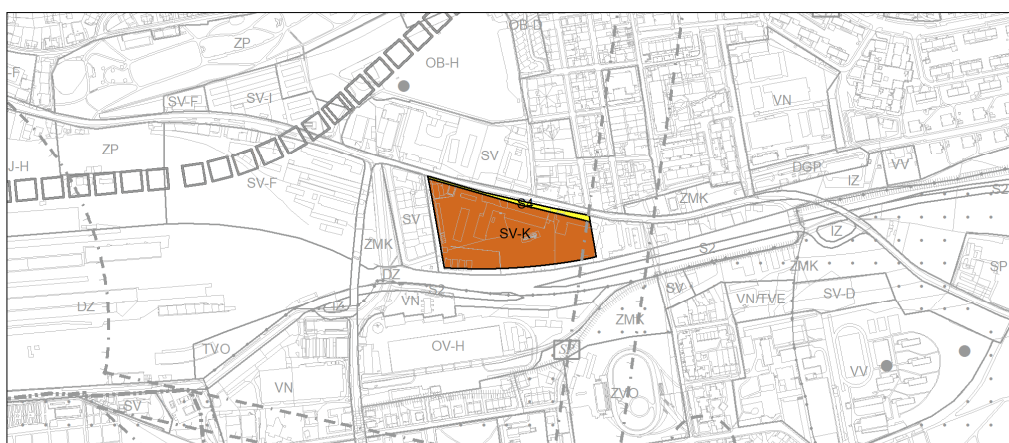 OB-D
ZP
-F
OB-H
SV-F
SV-I
VN
ZP
J-H
SV
SV-F
DGP
IZ
VV
SZ
S4
ZMK
SV
SV-K
ZMK
S2
IZ
ZMK
SP
DZ
S2
SV
VN
VN/TVE
SV-D
DZ
IZ
ZMK
TVO
OV-H
SP
VN
VV
ZVO
SV